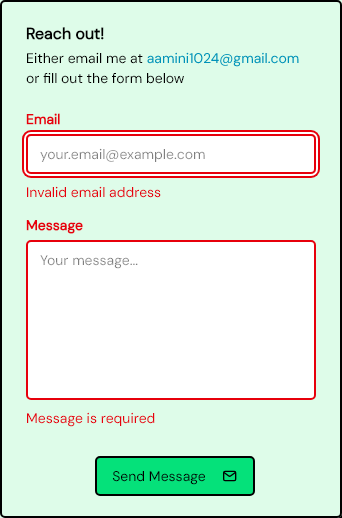 Reach out!
Either email me at aamini1024@gmail.com
or fill out the form below
Email
your.email@example.com
Invalid email address
Message
Your message...
Message is required
Send Message